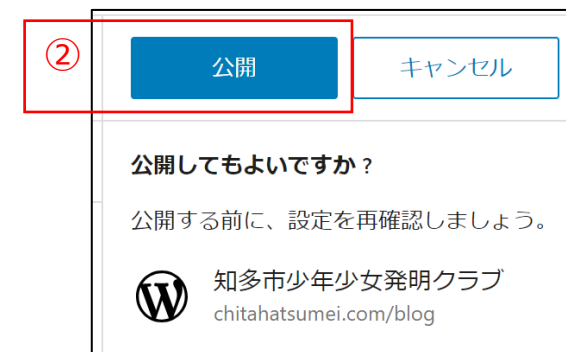 ②
公開 キャンセル
公開してもよいですか ?
公開する前に、設定を再確認しましょう。
知多市少年少女発明クラブ
chitahatsumei.com/blog